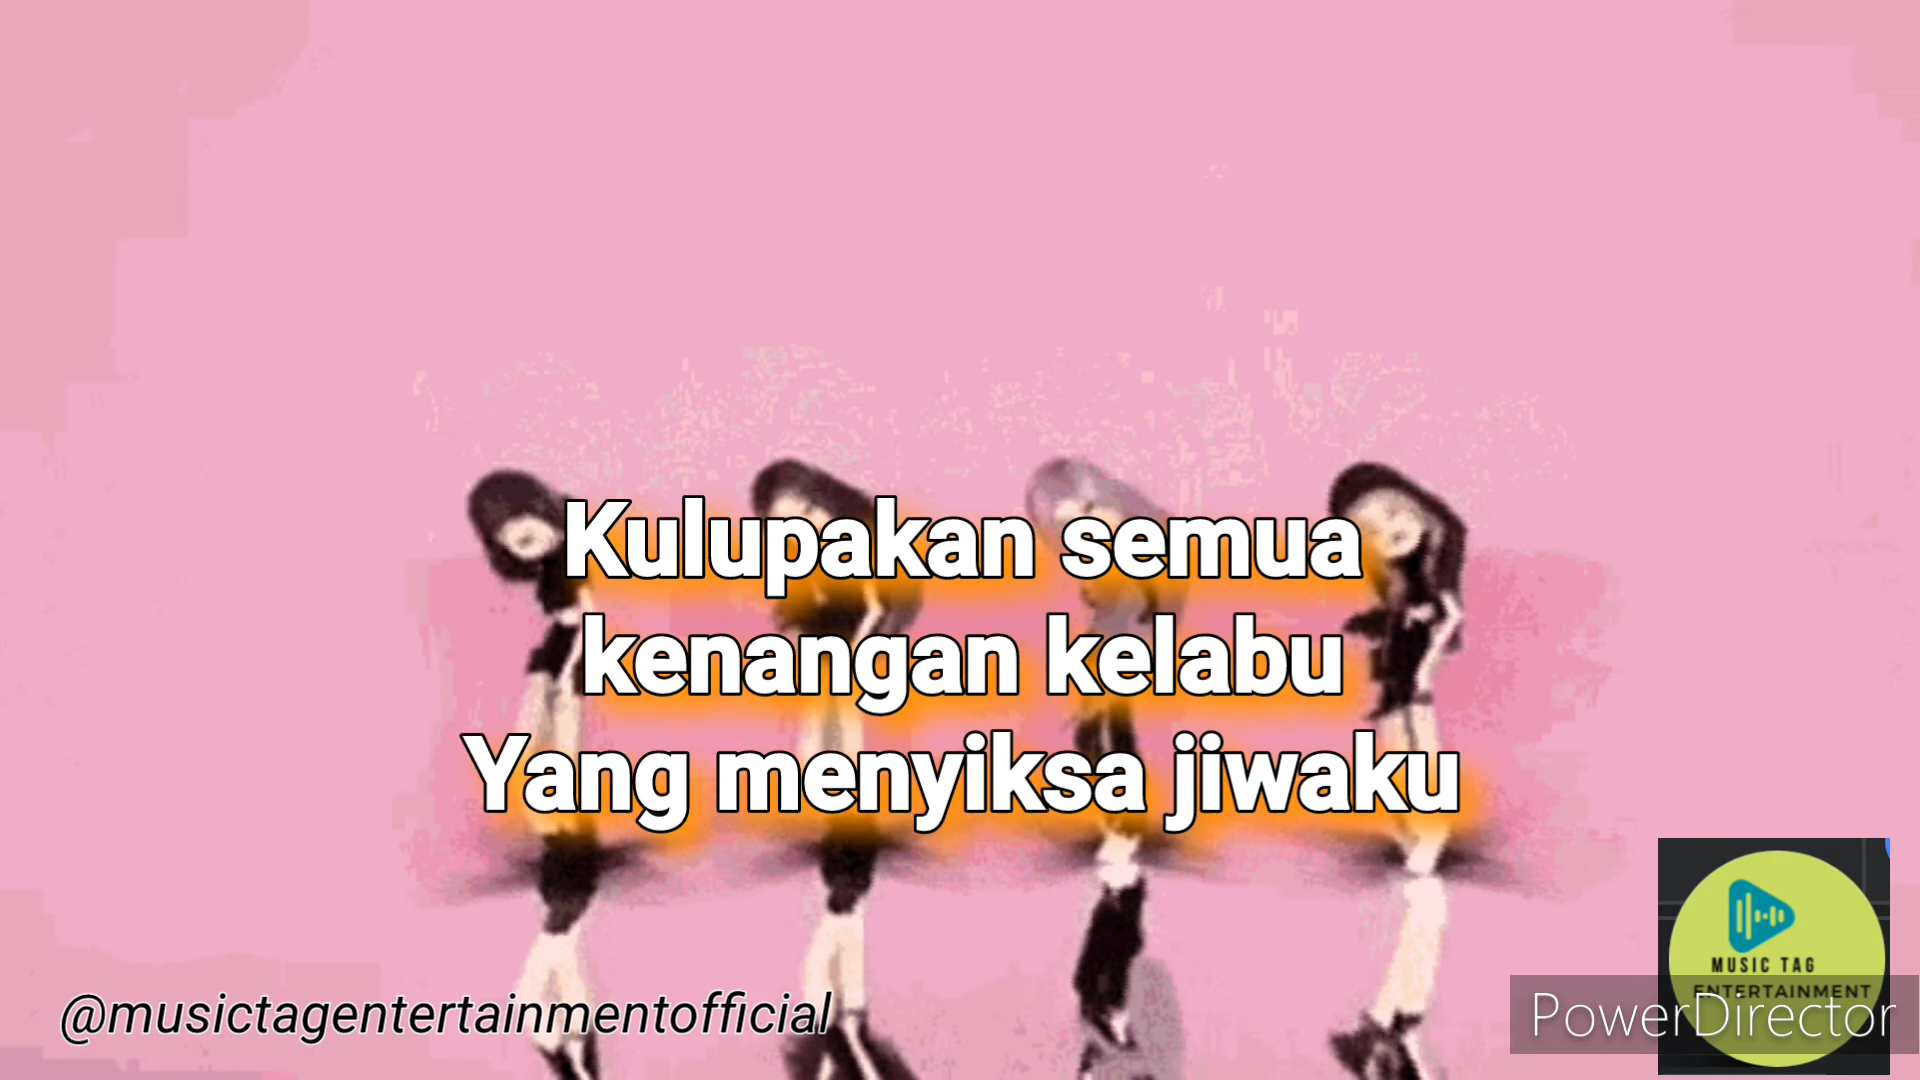 Kulupakan semua
kenangan kelabu
Yang menyiksa jiwaku
@musictagentertainmentofficial
MUSIC TAG
ENTERTAINMENT
PowerDirector